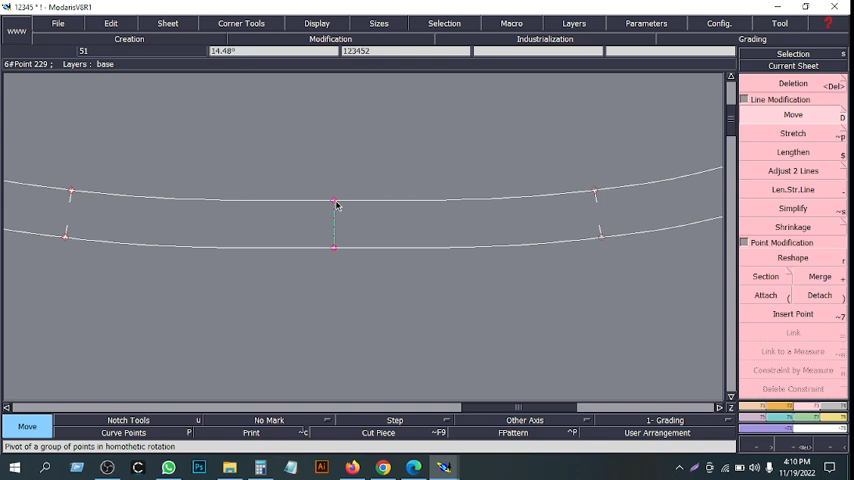 12345 * ! - ModarisV8R1
www
File Edit Sheet Corner Tools Display Sizes Selection Macro Layers Parameters Config. Tool ?
Creation Modification Industrialization Grading
51 14.48° 123452
6#Point 229 ; Layers : base
Selection s
Current Sheet
Deletion <Del>
Line Modification
Move D
Stretch ~p
Lengthen $
Adjust 2 Lines
Len.Str.Line -
Simplify ~s
Shrinkage
Point Modification
Reshape r
Section Merge +
Attach ( Detach )
Insert Point ~7
Link =
Link to a Measure
Constraint by Measure
Delete Constraint
Z
Move
Notch Tools u No Mark Step Other Axes 1- Grading
Curve Points P Print ~c Cut Piece ~F9 FPattern ^P User Arrangement
Pivot of a group of points in homothetic rotation
4:10 PM
11/19/2022